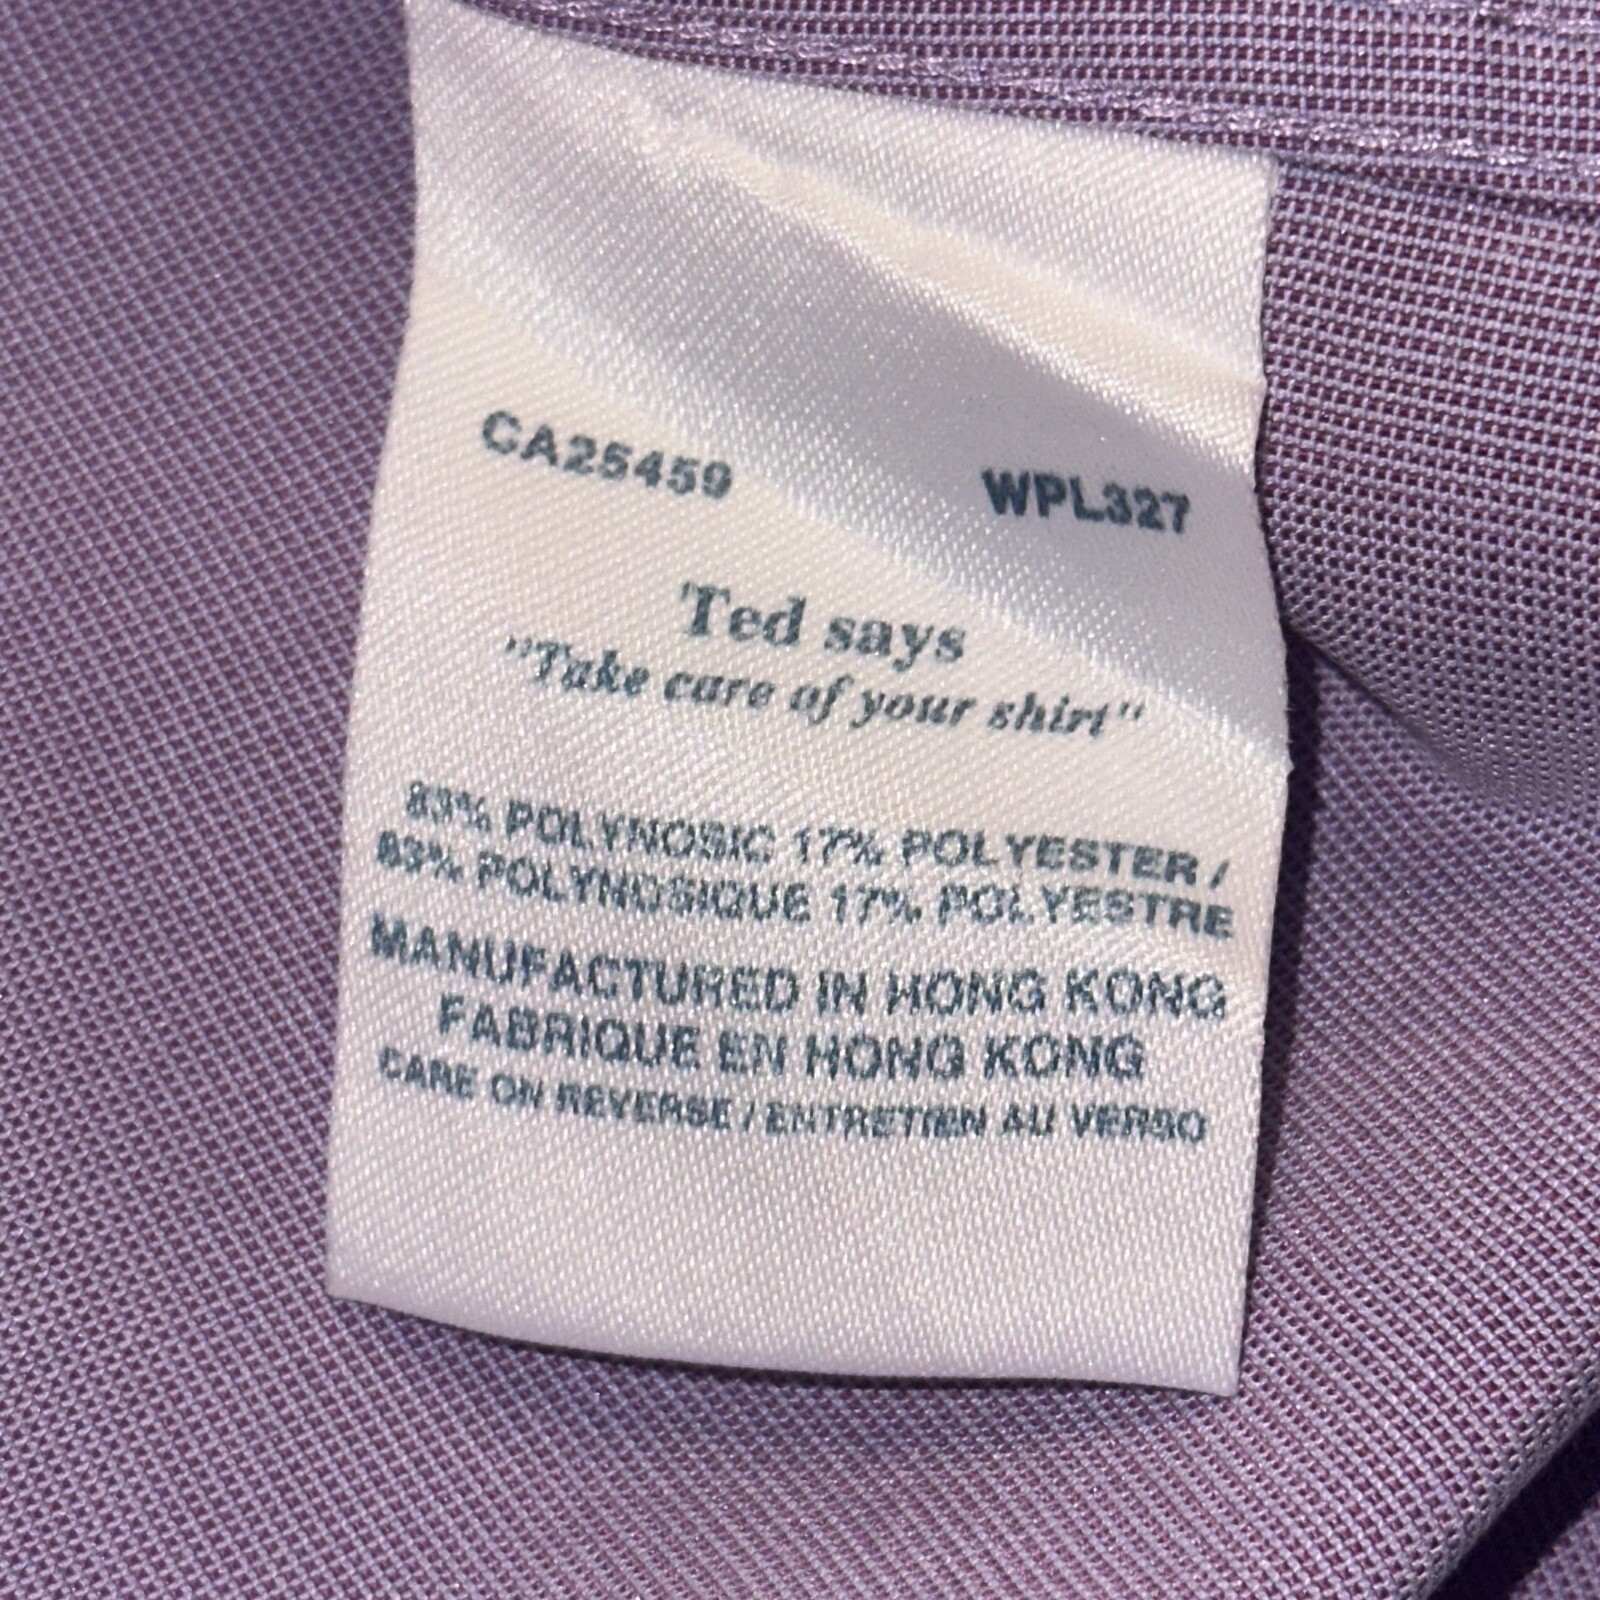 CA25459 WPL327
Ted says
"Take care of your shirt"
83% POLYNOSIC 17% POLYESTER /
83% POLYNOSIQUE 17% POLYESTRE
MANUFACTURED IN HONG KONG
FABRIQUE EN HONG KONG
CARE ON REVERSE / ENTRETIEN AU VERSO